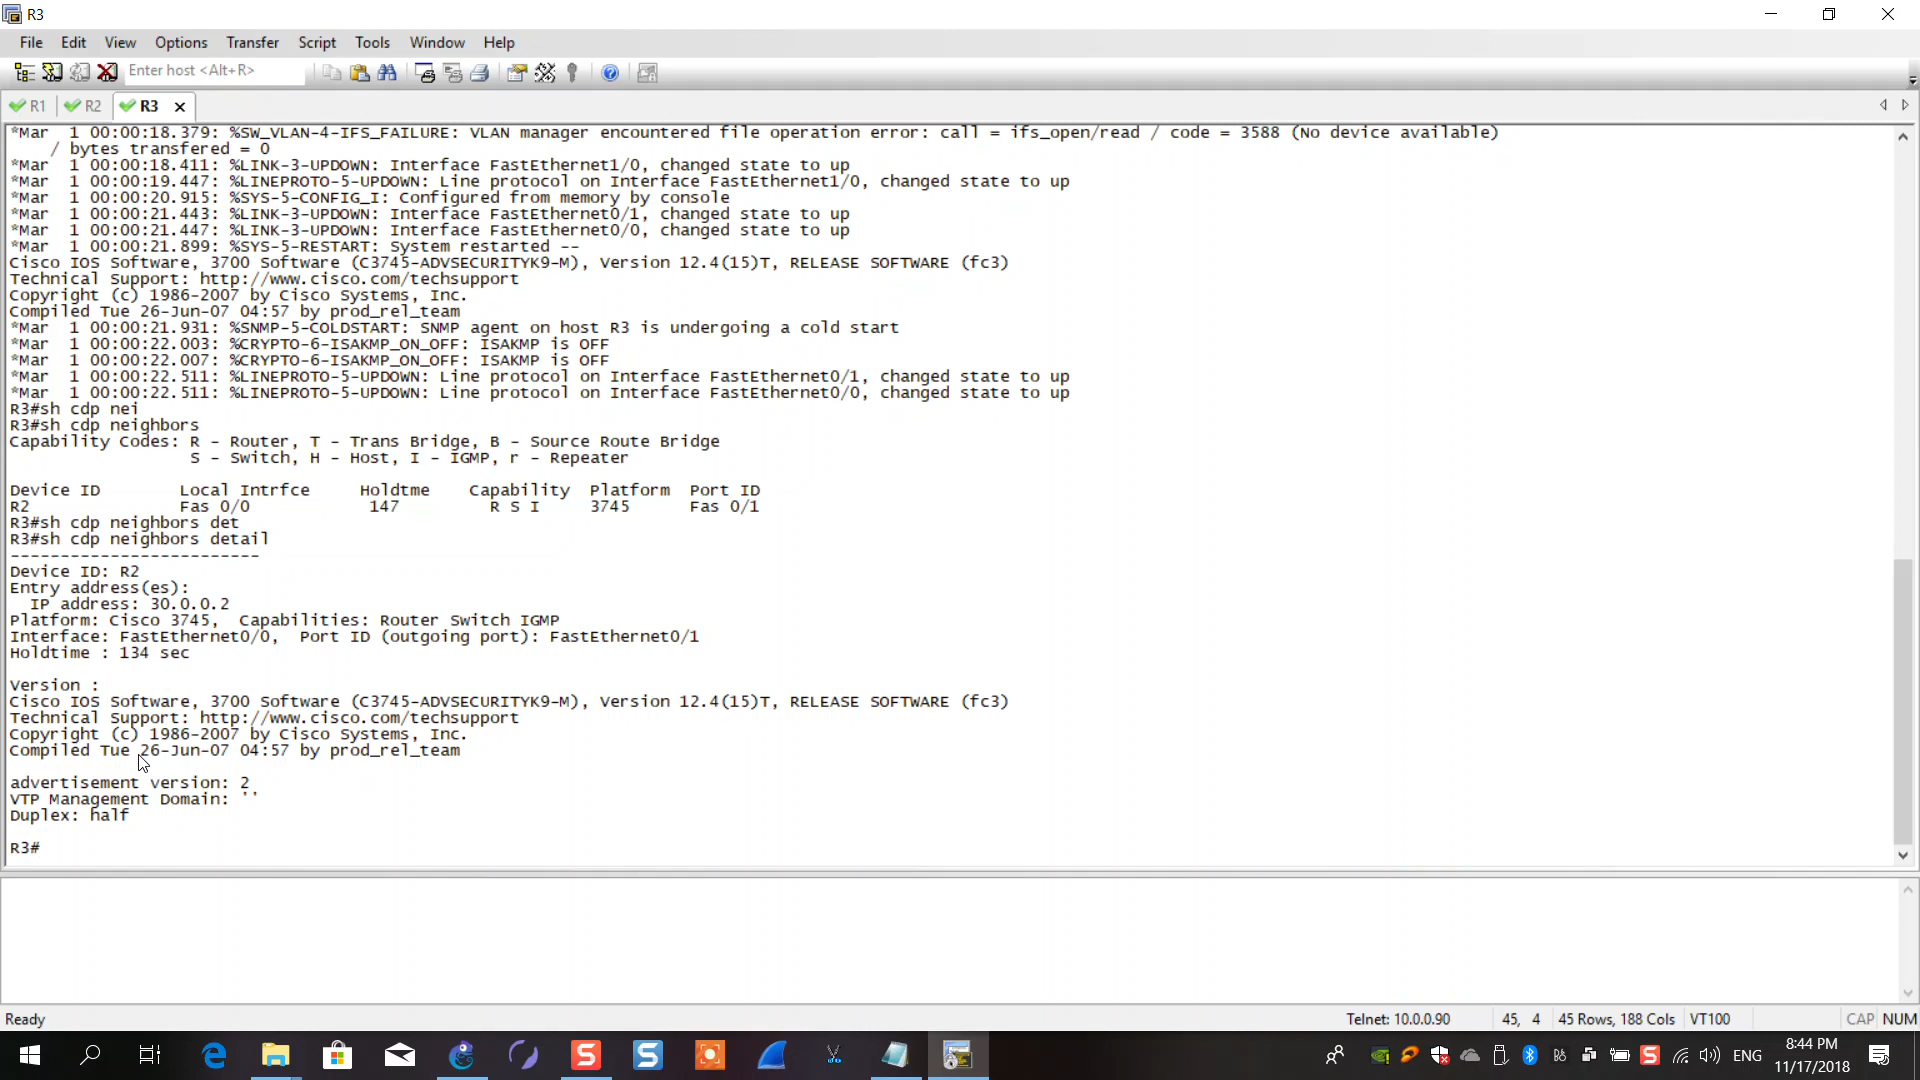 R3
File Edit View Options Transfer Script Tools Window Help
Enter host <Alt+R>
R1 R2 R3
*Mar  1 00:00:18.379: %SW_VLAN-4-IFS_FAILURE: VLAN manager encountered file operation error: call = ifs_open/read / code = 3588 (No device available)
/ bytes transfered = 0
*Mar  1 00:00:18.411: %LINK-3-UPDOWN: Interface FastEthernet1/0, changed state to up
*Mar  1 00:00:19.447: %LINEPROTO-5-UPDOWN: Line protocol on Interface FastEthernet1/0, changed state to up
*Mar  1 00:00:20.915: %SYS-5-CONFIG_I: Configured from memory by console
*Mar  1 00:00:21.443: %LINK-3-UPDOWN: Interface FastEthernet0/1, changed state to up
*Mar  1 00:00:21.447: %LINK-3-UPDOWN: Interface FastEthernet0/0, changed state to up
*Mar  1 00:00:21.899: %SYS-5-RESTART: System restarted --
Cisco IOS Software, 3700 Software (C3745-ADVSECURITYK9-M), Version 12.4(15)T, RELEASE SOFTWARE (fc3)
Technical Support: http://www.cisco.com/techsupport
Copyright (c) 1986-2007 by Cisco Systems, Inc.
Compiled Tue 26-Jun-07 04:57 by prod_rel_team
*Mar  1 00:00:21.931: %SNMP-5-COLDSTART: SNMP agent on host R3 is undergoing a cold start
*Mar  1 00:00:22.003: %CRYPTO-6-ISAKMP_ON_OFF: ISAKMP is OFF
*Mar  1 00:00:22.007: %CRYPTO-6-ISAKMP_ON_OFF: ISAKMP is OFF
*Mar  1 00:00:22.511: %LINEPROTO-5-UPDOWN: Line protocol on Interface FastEthernet0/1, changed state to up
*Mar  1 00:00:22.511: %LINEPROTO-5-UPDOWN: Line protocol on Interface FastEthernet0/0, changed state to up
R3#sh cdp nei
R3#sh cdp neighbors
Capability Codes: R - Router, T - Trans Bridge, B - Source Route Bridge
S - Switch, H - Host, I - IGMP, r - Repeater
Device ID        Local Intrfce     Holdtme    Capability  Platform  Port ID
R2               Fas 0/0            147          R S I     3745      Fas 0/1
R3#sh cdp neighbors det
R3#sh cdp neighbors detail
-------------------------
Device ID: R2
Entry address(es):
IP address: 30.0.0.2
Platform: Cisco 3745,  Capabilities: Router Switch IGMP
Interface: FastEthernet0/0,  Port ID (outgoing port): FastEthernet0/1
Holdtime : 134 sec
Version :
Cisco IOS Software, 3700 Software (C3745-ADVSECURITYK9-M), Version 12.4(15)T, RELEASE SOFTWARE (fc3)
Technical Support: http://www.cisco.com/techsupport
Copyright (c) 1986-2007 by Cisco Systems, Inc.
Compiled Tue 26-Jun-07 04:57 by prod_rel_team
advertisement version: 2
VTP Management Domain: ''
Duplex: half
R3#
Ready Telnet: 10.0.0.90 45, 4 45 Rows, 188 Cols VT100 CAP NUM
ENG 8:44 PM
11/17/2018